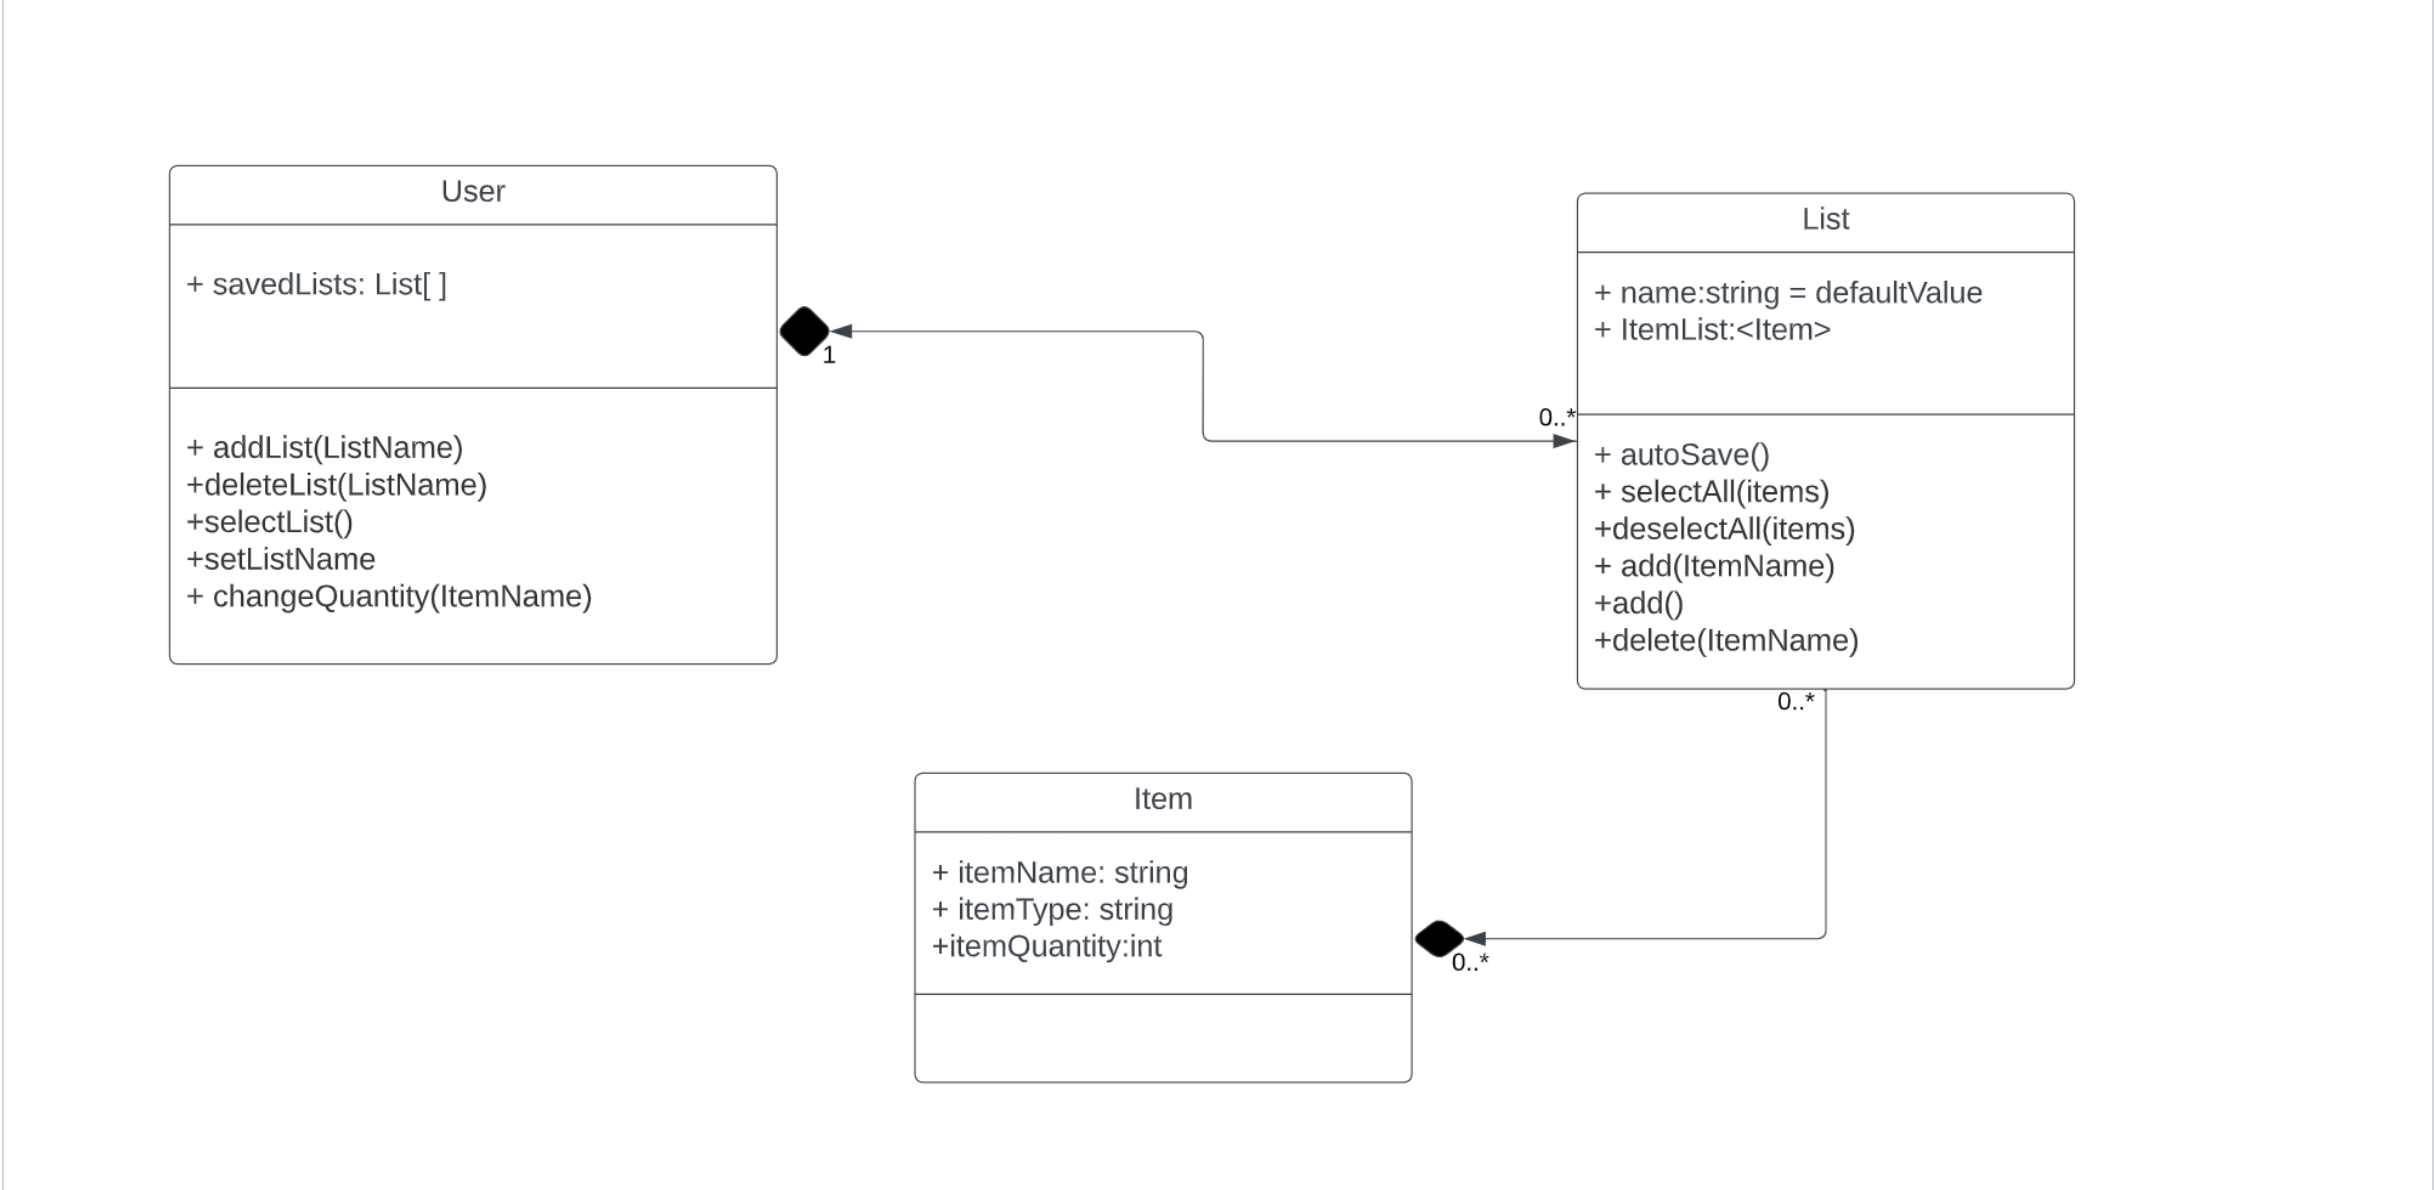 User
+ savedLists: List[ ]
1
+ addList(ListName)
+deleteList(ListName)
+selectList()
+setListName
+ changeQuantity(ItemName)
List
+ name:string = defaultValue
+ ItemList:<Item>
0..*
+ autoSave()
+ selectAll(items)
+deselectAll(items)
+ add(ItemName)
+add()
+delete(ItemName)
0..*
Item
+ itemName: string
+ itemType: string
+itemQuantity:int
0..*